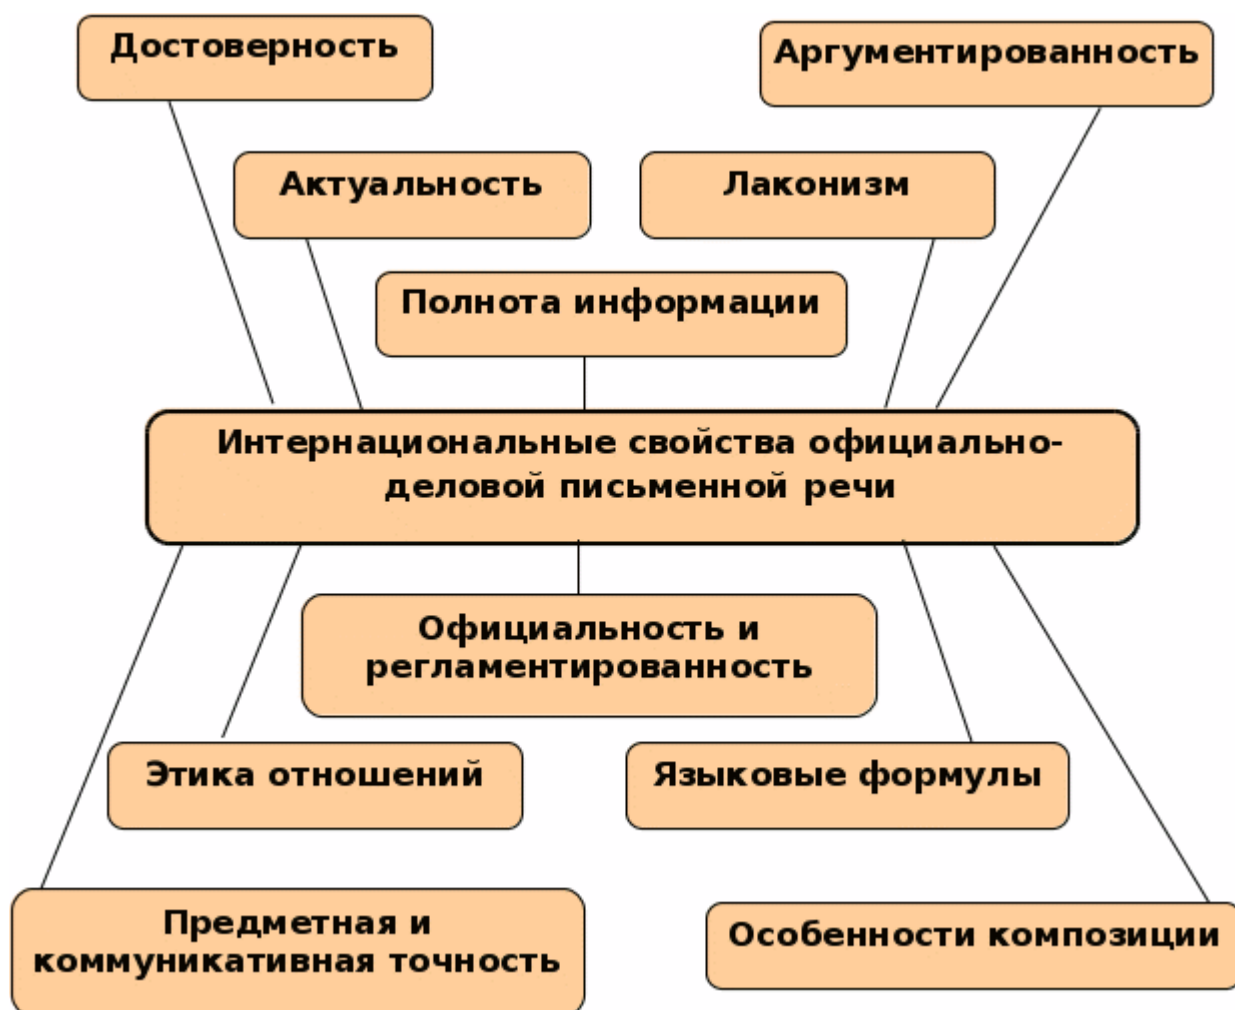 Достоверность
Аргументированность
Актуальность
Лаконизм
Полнота информации
Интернациональные свойства официально-
деловой письменной речи
Официальность и
регламентированность
Этика отношений
Языковые формулы
Предметная и
коммуникативная точность
Особенности композиции